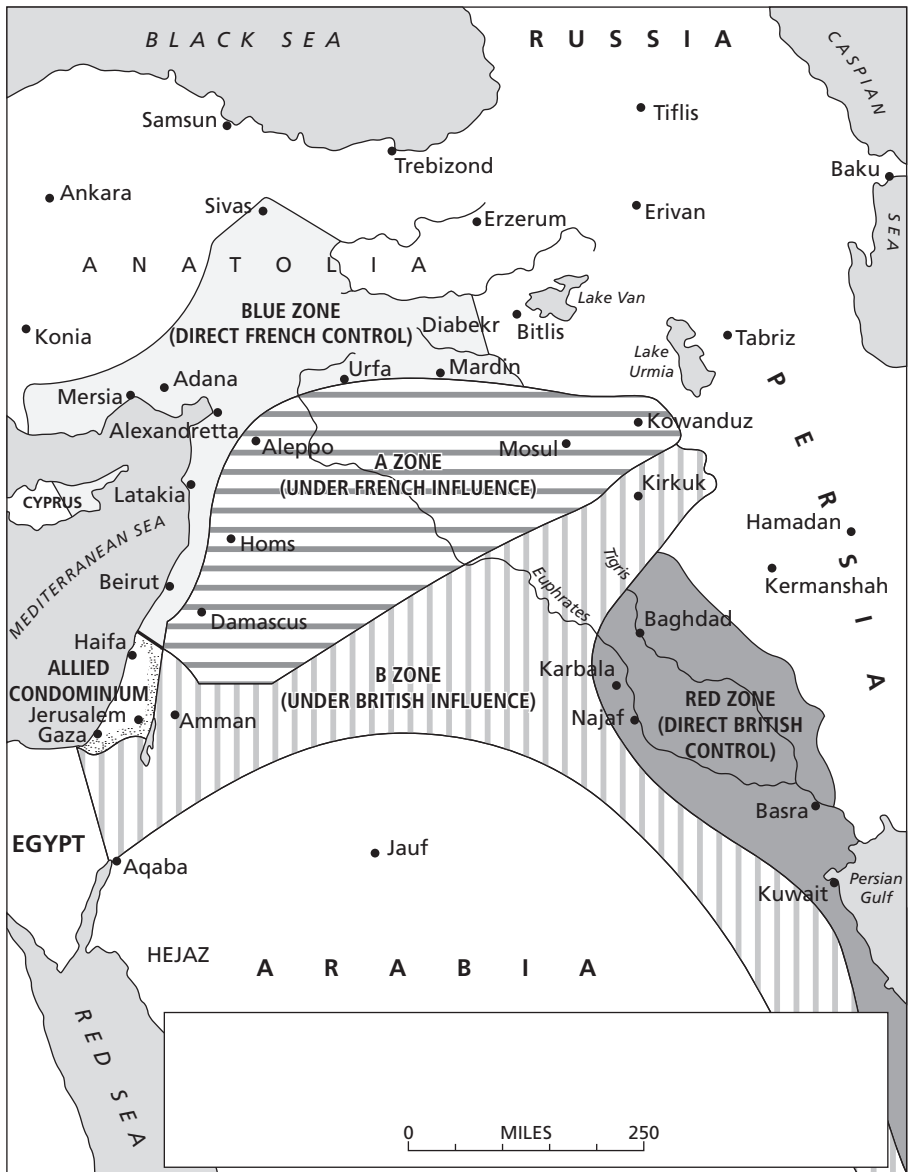 BLACK SEA
RUSSIA
CASPIAN
SEA
Samsun
Tiflis
Trebizond
Baku
Ankara
Sivas
Erzerum
Erivan
ANATOLIA
Lake Van
BLUE ZONE
(DIRECT FRENCH CONTROL)
Diabekr
Bitlis
Konia
Tabriz
Lake
Urmia
Urfa
Mardin
Adana
Mersia
PERSIA
Alexandretta
Kowanduz
Aleppo
Mosul
A ZONE
(UNDER FRENCH INFLUENCE)
Kirkuk
Latakia
CYPRUS
MEDITERRANEAN SEA
Hamadan
Homs
Tigris
Kermanshah
Beirut
Euphrates
Damascus
Baghdad
Haifa
ALLIED
CONDOMINIUM
Karbala
B ZONE
(UNDER BRITISH INFLUENCE)
RED ZONE
(DIRECT BRITISH
CONTROL)
Jerusalem
Amman
Najaf
Gaza
Basra
EGYPT
Jauf
Aqaba
Kuwait
Persian
Gulf
HEJAZ
ARABIA
RED SEA
0 MILES 250